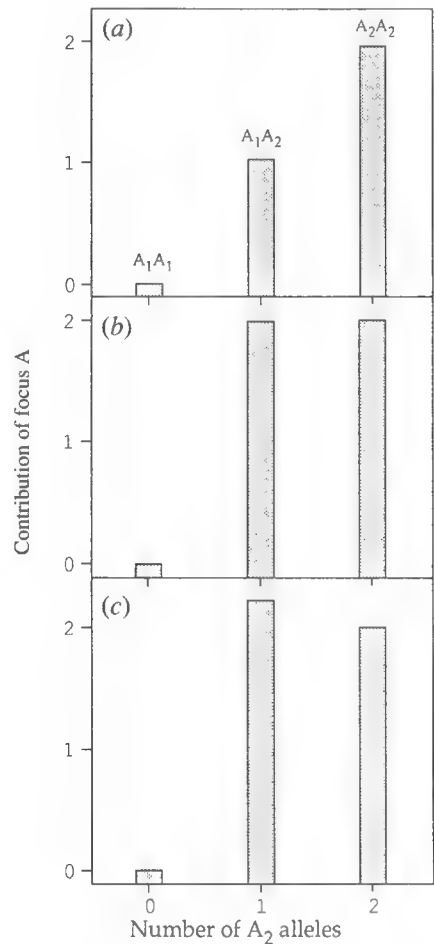 (a)
A₂A₂
A₁A₂
A₁A₁
2
1
0
(b)
2
1
0
(c)
2
1
0
0 1 2
Number of A₂ alleles
Contribution of focus A